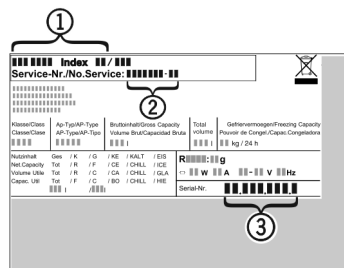 1
Index /
Service-Nr./No.Service: -
2
Klasse/Class Ap-Typ/AP-Type Bruttoinhalt/Gross Capacity Total Gefriervermoegen/Freezing Capacity
Classe/Clase AP-Typ/AP-Tipo Volume Brut/Capacidad Bruta volume Pouvoir de Congel./Capac.Congeladora
l l kg / 24 h
Nutzinhalt Ges / K / G / KE / KALT / EIS
Net.Capacity Tot / R / F / CE / CHILL / ICE
Volume Utile Tot / R / C / CA / CHILL / GLA
Capac. Util Tot / F / C / BO / CHILL / HIE
l / l
R : g
W A - V Hz
Serial-Nr. , , ,
3